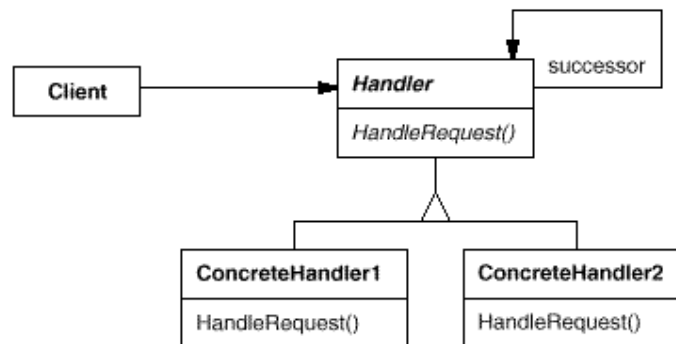 successor
Client
Handler
HandleRequest()
ConcreteHandler1
ConcreteHandler2
HandleRequest()
HandleRequest()